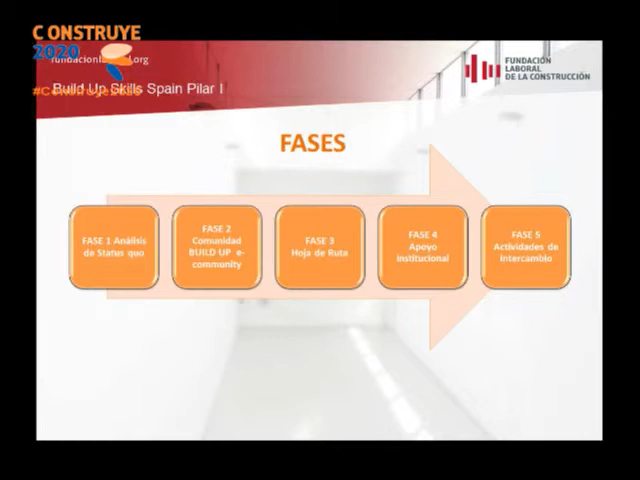 CONSTRUYE
2020
#Construye2020
Build Up Skills Spain Pilar I
FUNDACIÓN
LABORAL
DE LA CONSTRUCCIÓN
FASES
FASE 1 Análisis
de Status quo
FASE 2
Comunidad
BUILD UP e-
community
FASE 3
Hoja de Ruta
FASE 4
Apoyo
institucional
FASE 5
Actividades de
intercambio